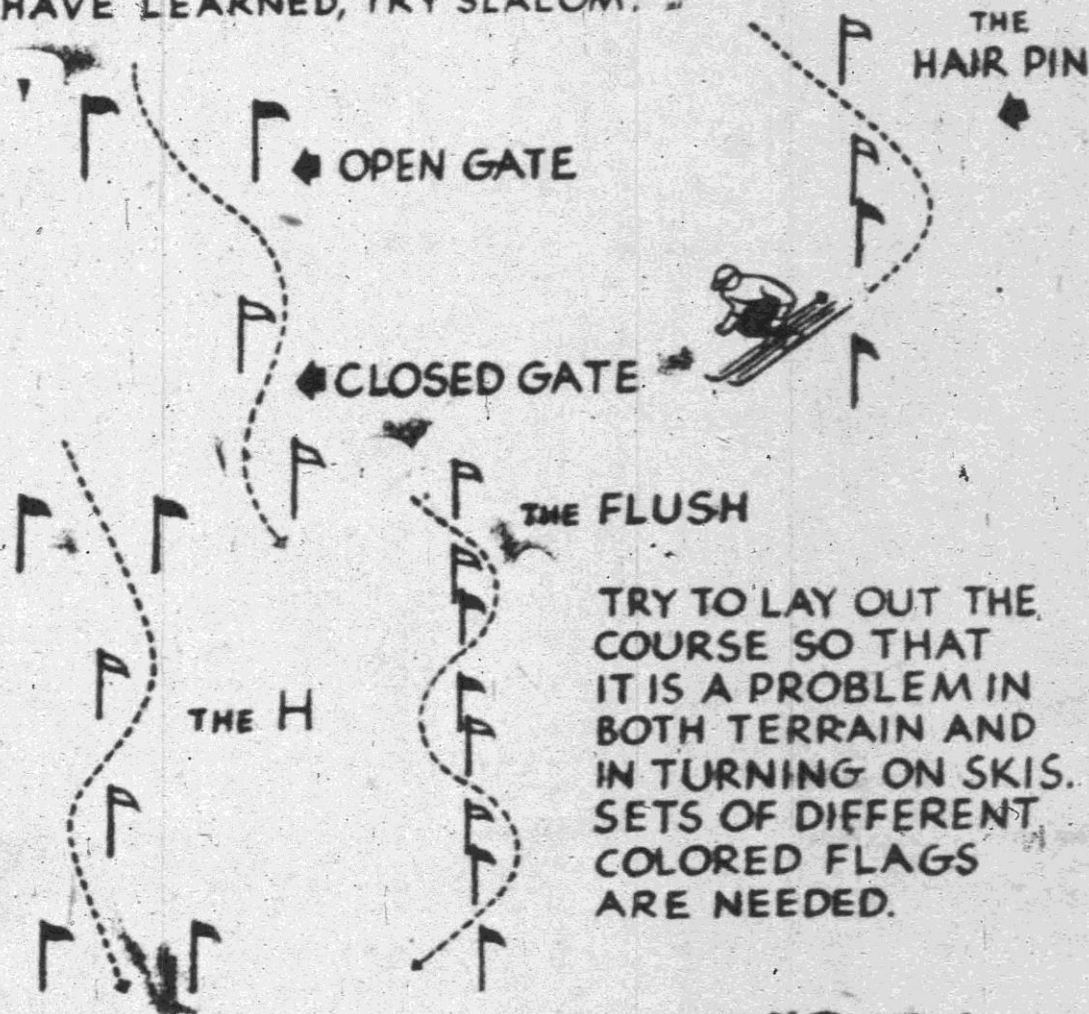 HAVE LEARNED, TRY SLALOM.
THE
HAIR PIN
OPEN GATE
CLOSED GATE
THE FLUSH
THE H
TRY TO LAY OUT THE
COURSE SO THAT
IT IS A PROBLEM IN
BOTH TERRAIN AND
IN TURNING ON SKIS.
SETS OF DIFFERENT
COLORED FLAGS
ARE NEEDED.